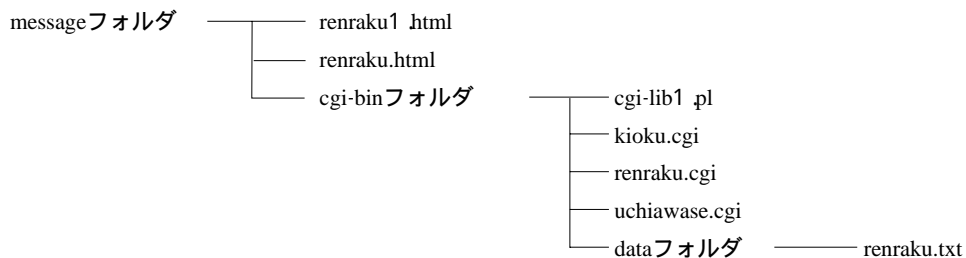 messageフォルダ renraku1.html
renraku.html
cgi-binフォルダ cgi-lib1.pl
kioku.cgi
renraku.cgi
uchiawase.cgi
dataフォルダ renraku.txt